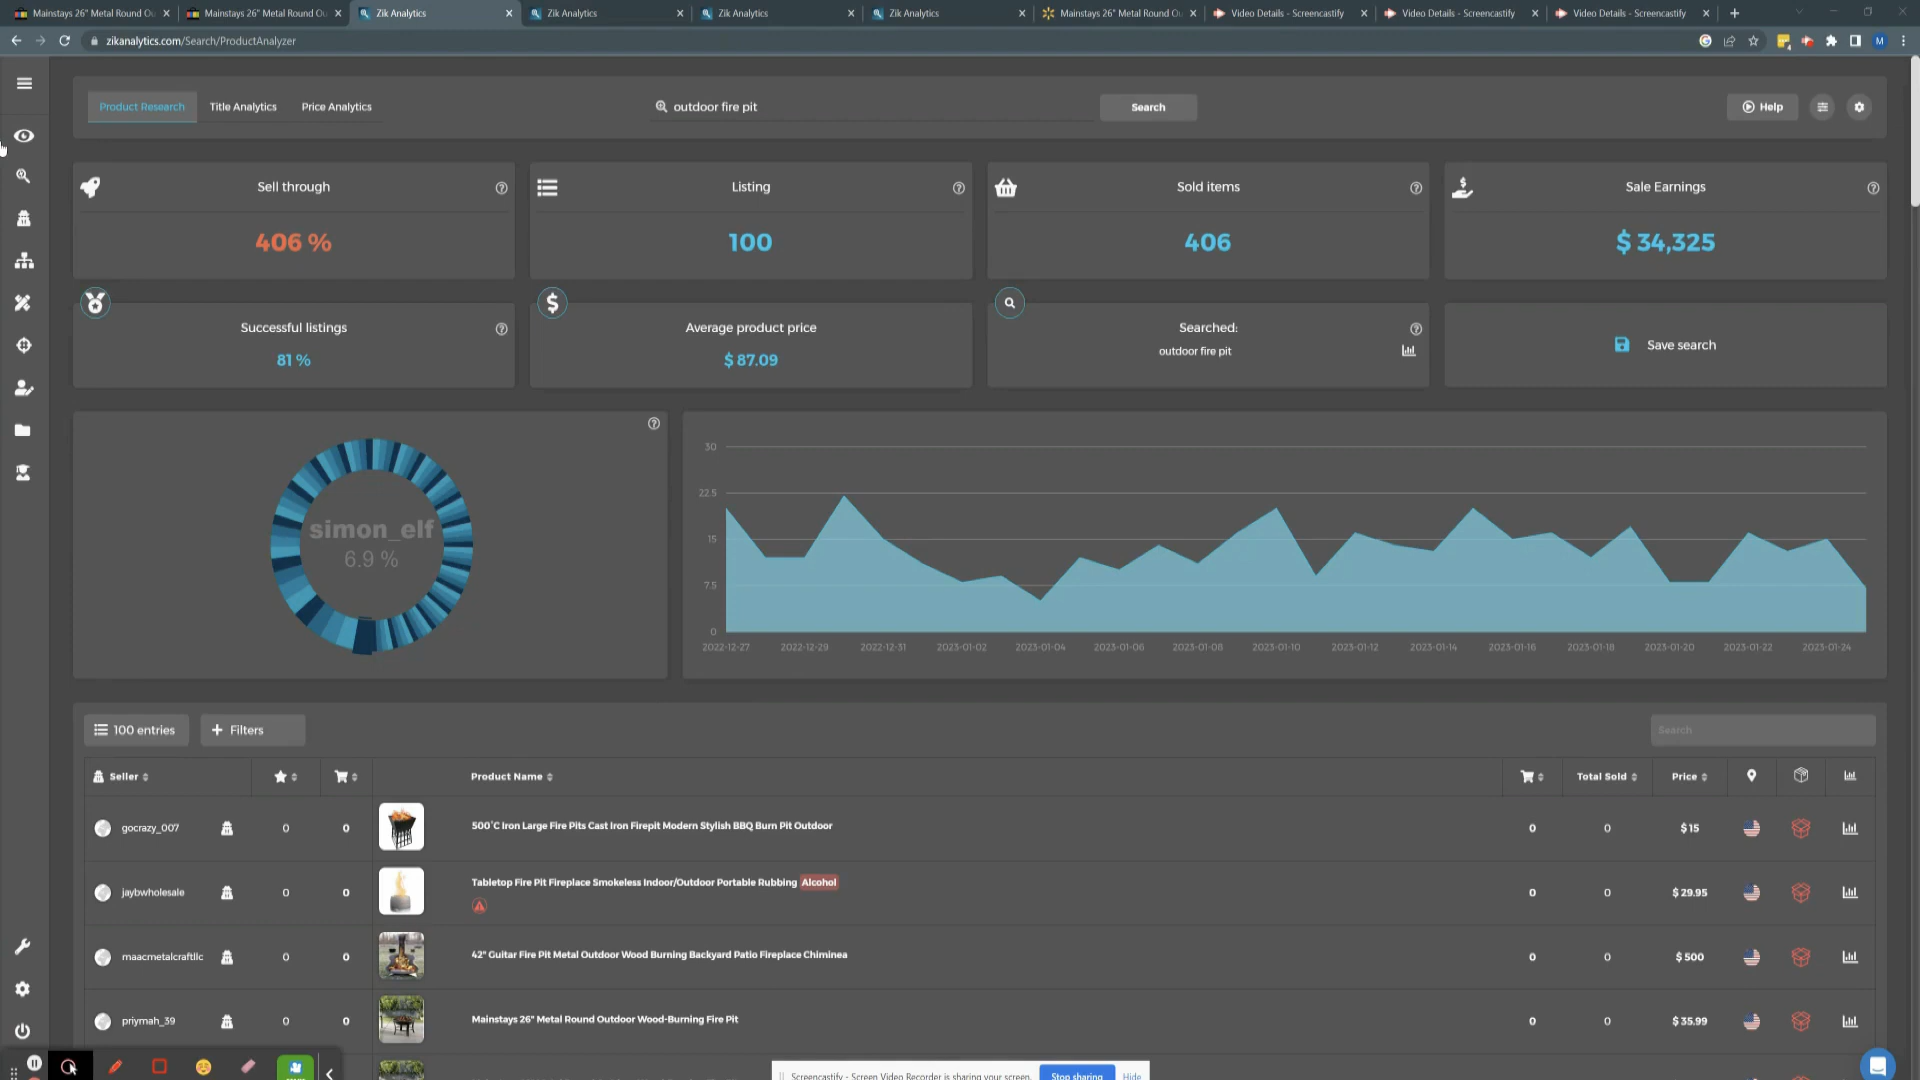 Mainstays 26" Metal Round Ou
Mainstays 26" Metal Round Ou
Zik Analytics
Zik Analytics
Zik Analytics
Zik Analytics
Mainstays 26" Metal Round Ou
Video Details - Screencastify
Video Details - Screencastify
Video Details - Screencastify
zikanalytics.com/Search/ProductAnalyzer
M
Product Research
Title Analytics
Price Analytics
outdoor fire pit
Search
Help
Sell through
Listing
Sold items
Sale Earnings
406 %
100
406
$ 34,325
Successful listings
81 %
Average product price
$ 87.09
Searched:
outdoor fire pit
Save search
simon_elf
6.9 %
30
22.5
15
7.5
0
2022-12-27
2022-12-29
2022-12-31
2023-01-02
2023-01-04
2023-01-06
2023-01-08
2023-01-10
2023-01-12
2023-01-14
2023-01-16
2023-01-18
2023-01-20
2023-01-22
2023-01-24
100 entries
Filters
Search
Seller
Product Name
Total Sold
Price
gocrazy_007 0 0 500°C Iron Large Fire Pits Cast Iron Firepit Modern Stylish BBQ Burn Pit Outdoor 0 0 $ 15
jaybwholesale 0 0 Tabletop Fire Pit Fireplace Smokeless Indoor/Outdoor Portable Rubbing Alcohol 0 0 $ 29.95
maacmetalcraftllc 0 0 42" Guitar Fire Pit Metal Outdoor Wood Burning Backyard Patio Fireplace Chiminea 0 0 $ 500
priymah_39 0 0 Mainstays 26" Metal Round Outdoor Wood-Burning Fire Pit 0 0 $ 35.99
Screencastify - Screen Video Recorder is sharing your screen.
Stop sharing
Hide